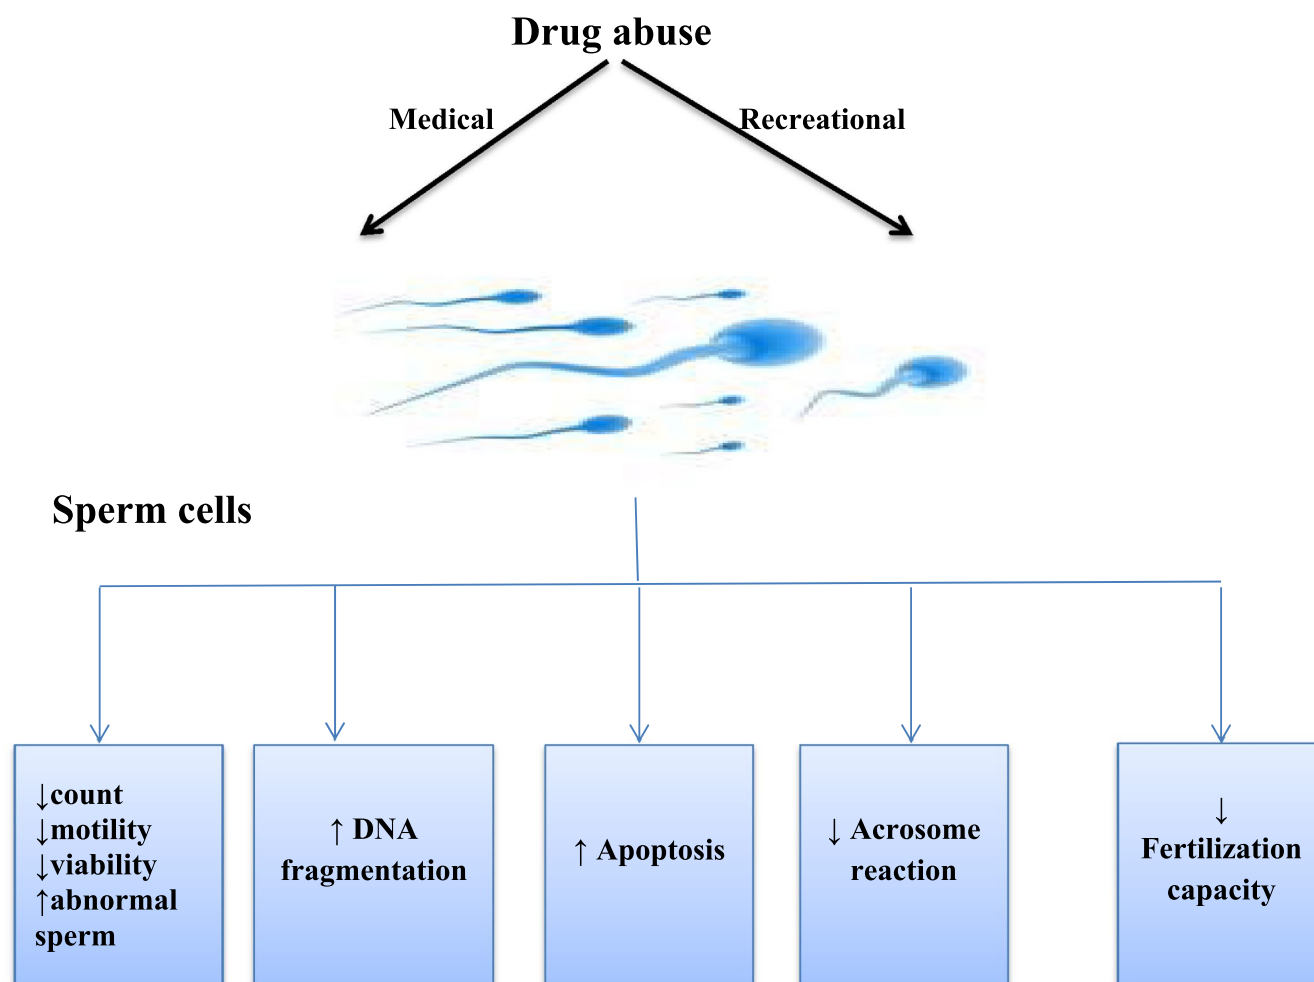 Drug abuse
Medical
Recreational
Sperm cells
↓count
↓motility
↓viability
↑abnormal
sperm
↑ DNA
fragmentation
↑ Apoptosis
↓ Acrosome
reaction
↓
Fertilization
capacity